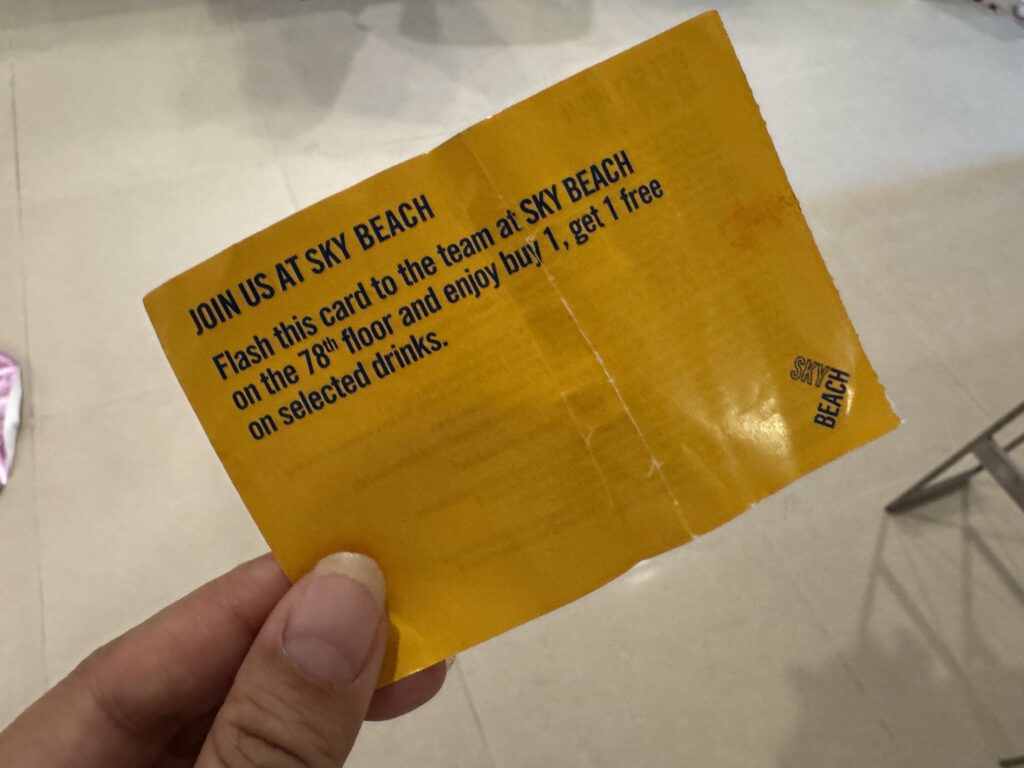 JOIN US AT SKY BEACH
Flash this card to the team at SKY BEACH
on the 78th floor and enjoy buy 1, get 1 free
on selected drinks.
SKY
BEACH